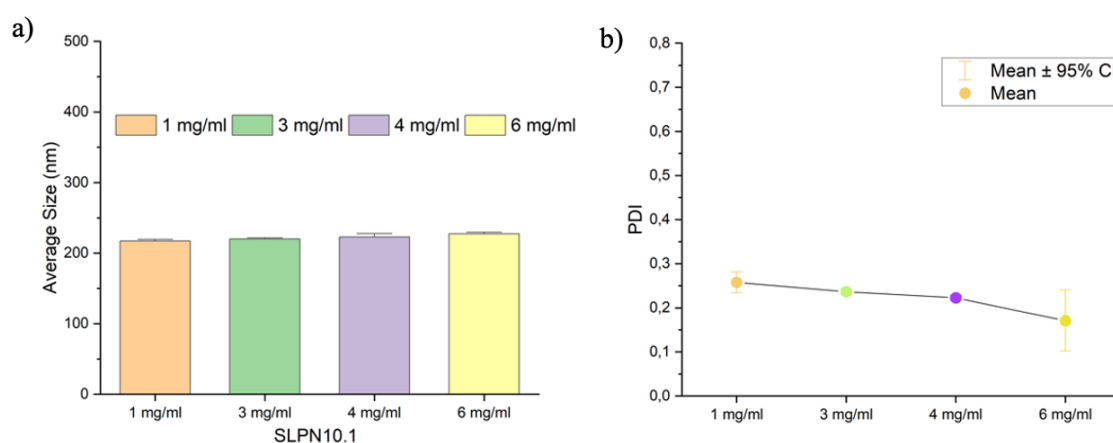 a)
500
400
300
200
100
0
Average Size (nm)
1 mg/ml 3 mg/ml 4 mg/ml 6 mg/ml
1 mg/ml 3 mg/ml 4 mg/ml 6 mg/ml
SLPN10.1
b)
0,8
0,7
0,6
0,5
0,4
0,3
0,2
0,1
0,0
PDI
Mean ± 95% C
Mean
1 mg/ml 3 mg/ml 4 mg/ml 6 mg/ml